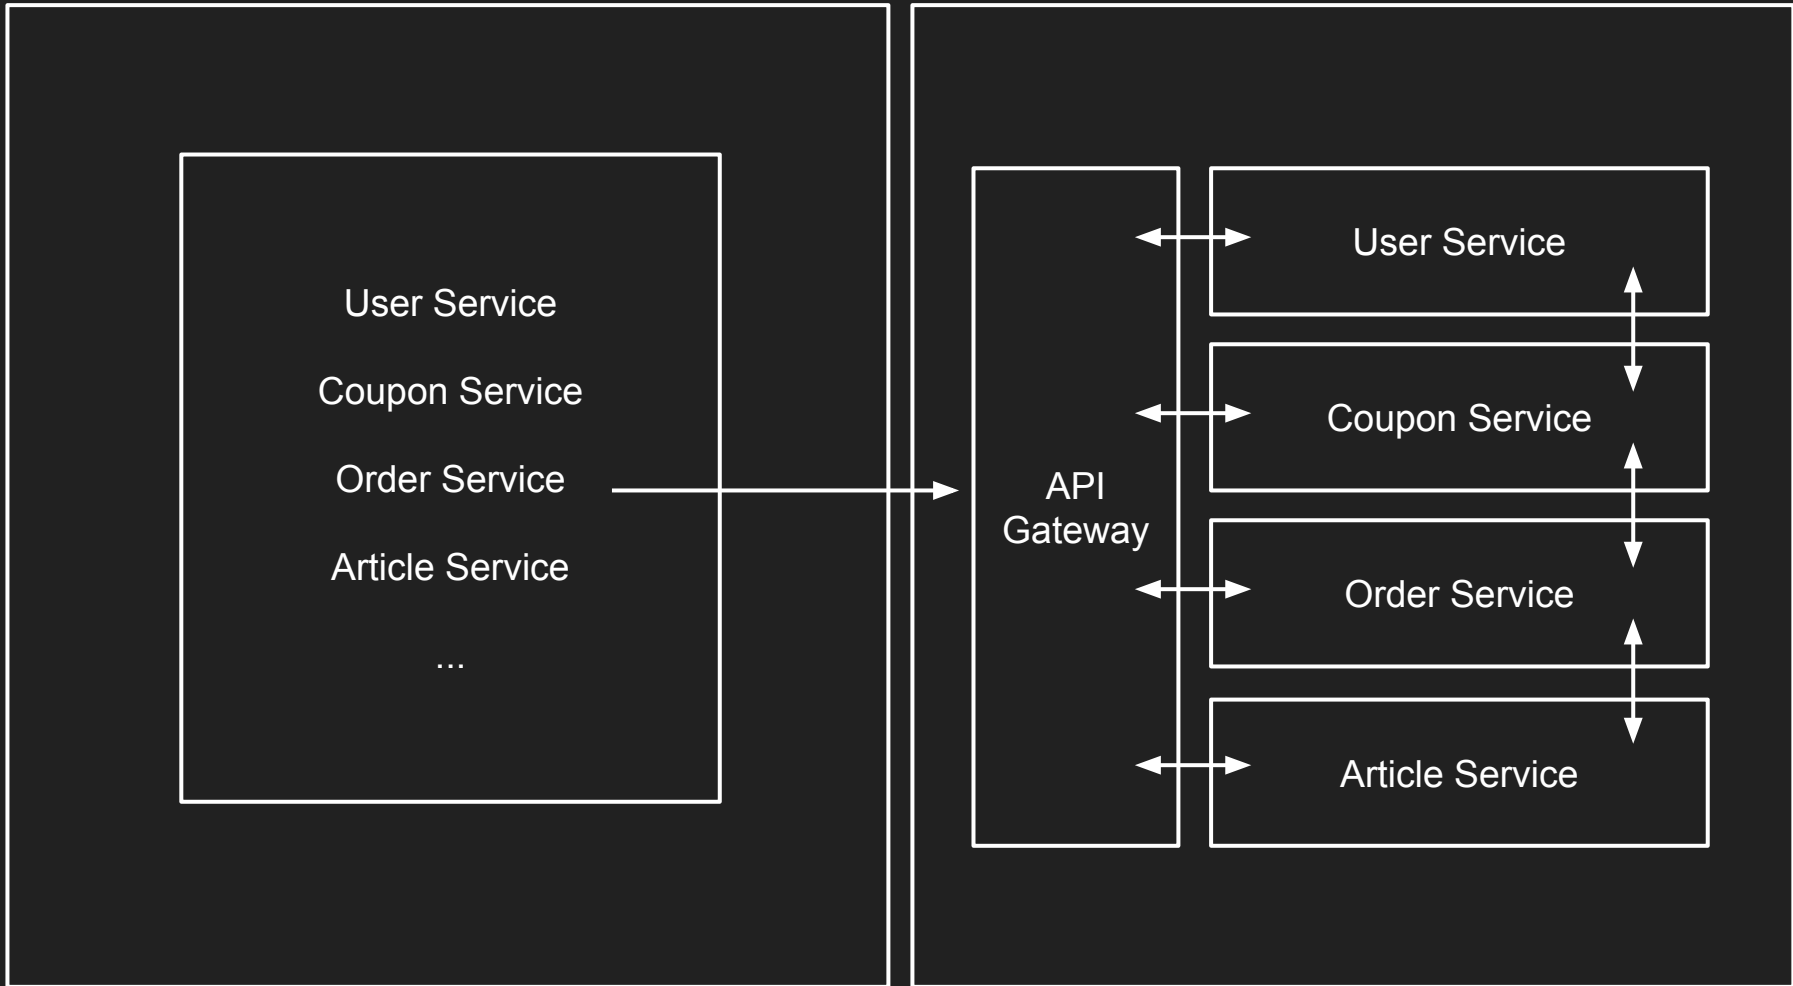 User Service
Coupon Service
Order Service
Article Service
...
API
Gateway
User Service
Coupon Service
Order Service
Article Service